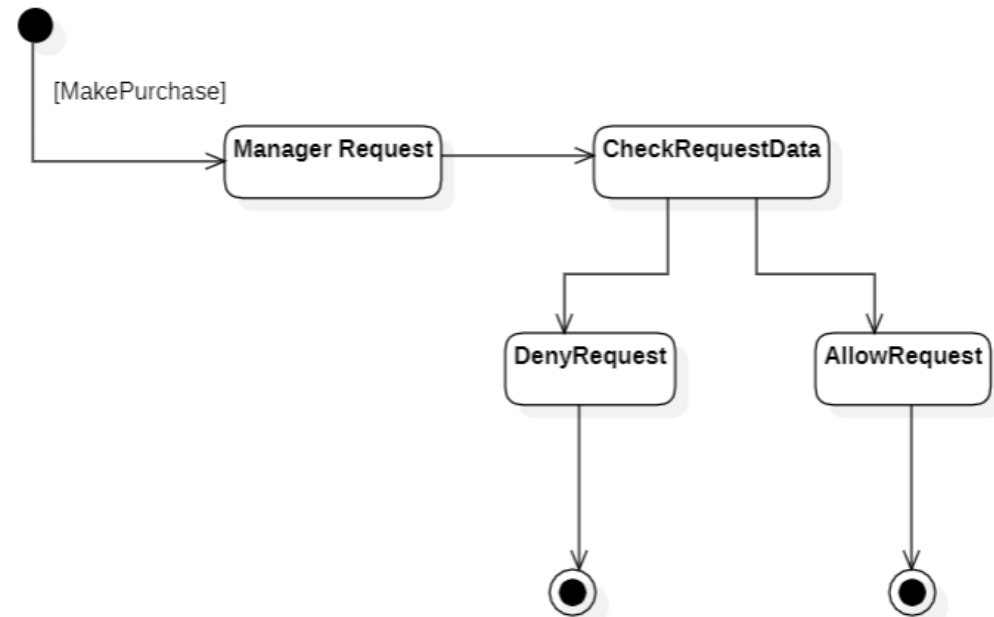 [MakePurchase]
Manager Request
CheckRequestData
DenyRequest
AllowRequest